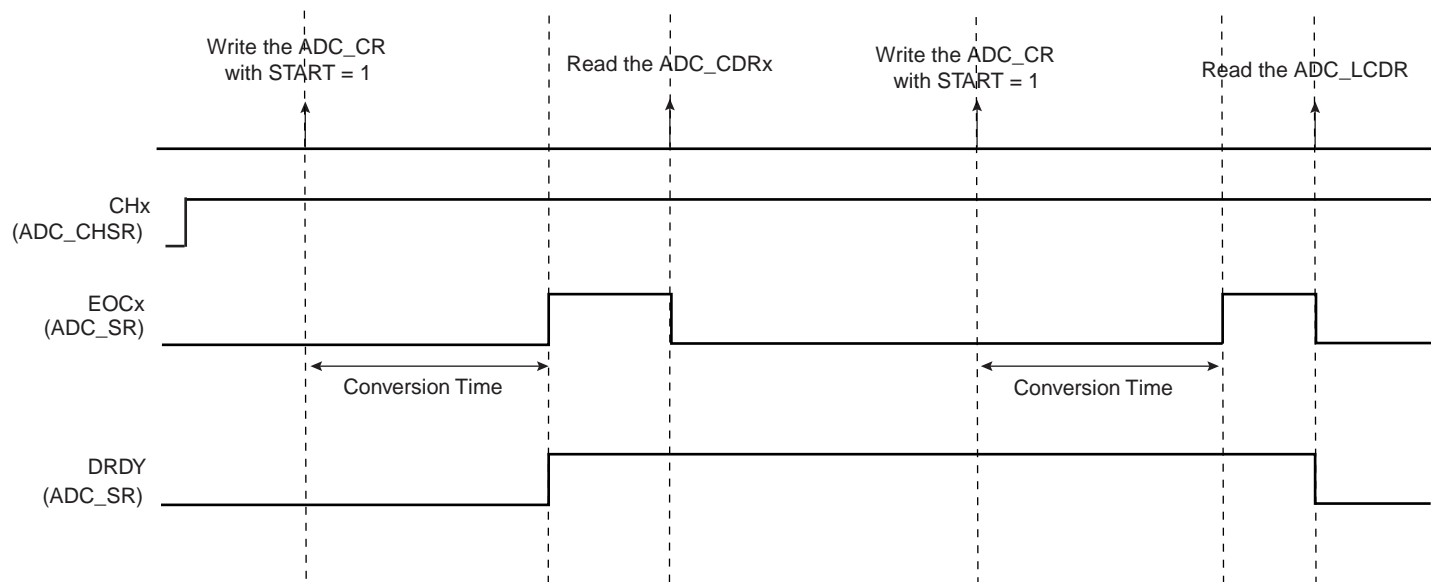 Write the ADC_CR
with START = 1
Read the ADC_CDRx
Write the ADC_CR
with START = 1
Read the ADC_LCDR
CHx
(ADC_CHSR)
EOCx
(ADC_SR)
Conversion Time
Conversion Time
DRDY
(ADC_SR)